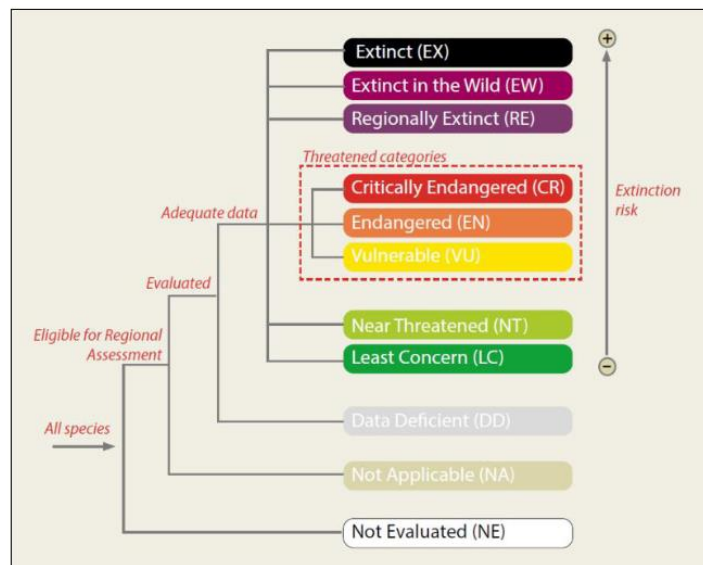 Extinct (EX)
Extinct in the Wild (EW)
Regionally Extinct (RE)
Threatened categories
Critically Endangered (CR)
Extinction
risk
Adequate data
Endangered (EN)
Vulnerable (VU)
Evaluated
Near Threatened (NT)
Eligible for Regional
Assessment
Least Concern (LC)
All species
Data Deficient (DD)
Not Applicable (NA)
Not Evaluated (NE)
+
−